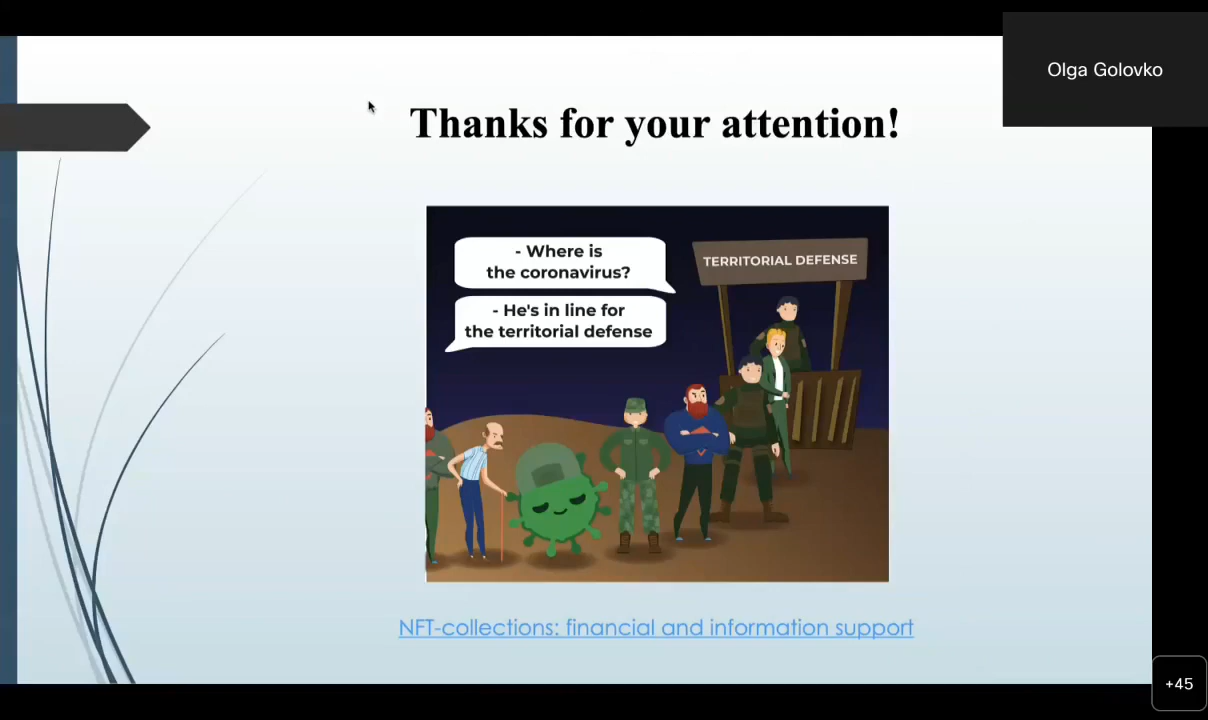 Olga Golovko
Thanks for your attention!
- Where is
the coronavirus?
TERRITORIAL DEFENSE
- He's in line for
the territorial defense
NFT-collections: financial and information support
+45